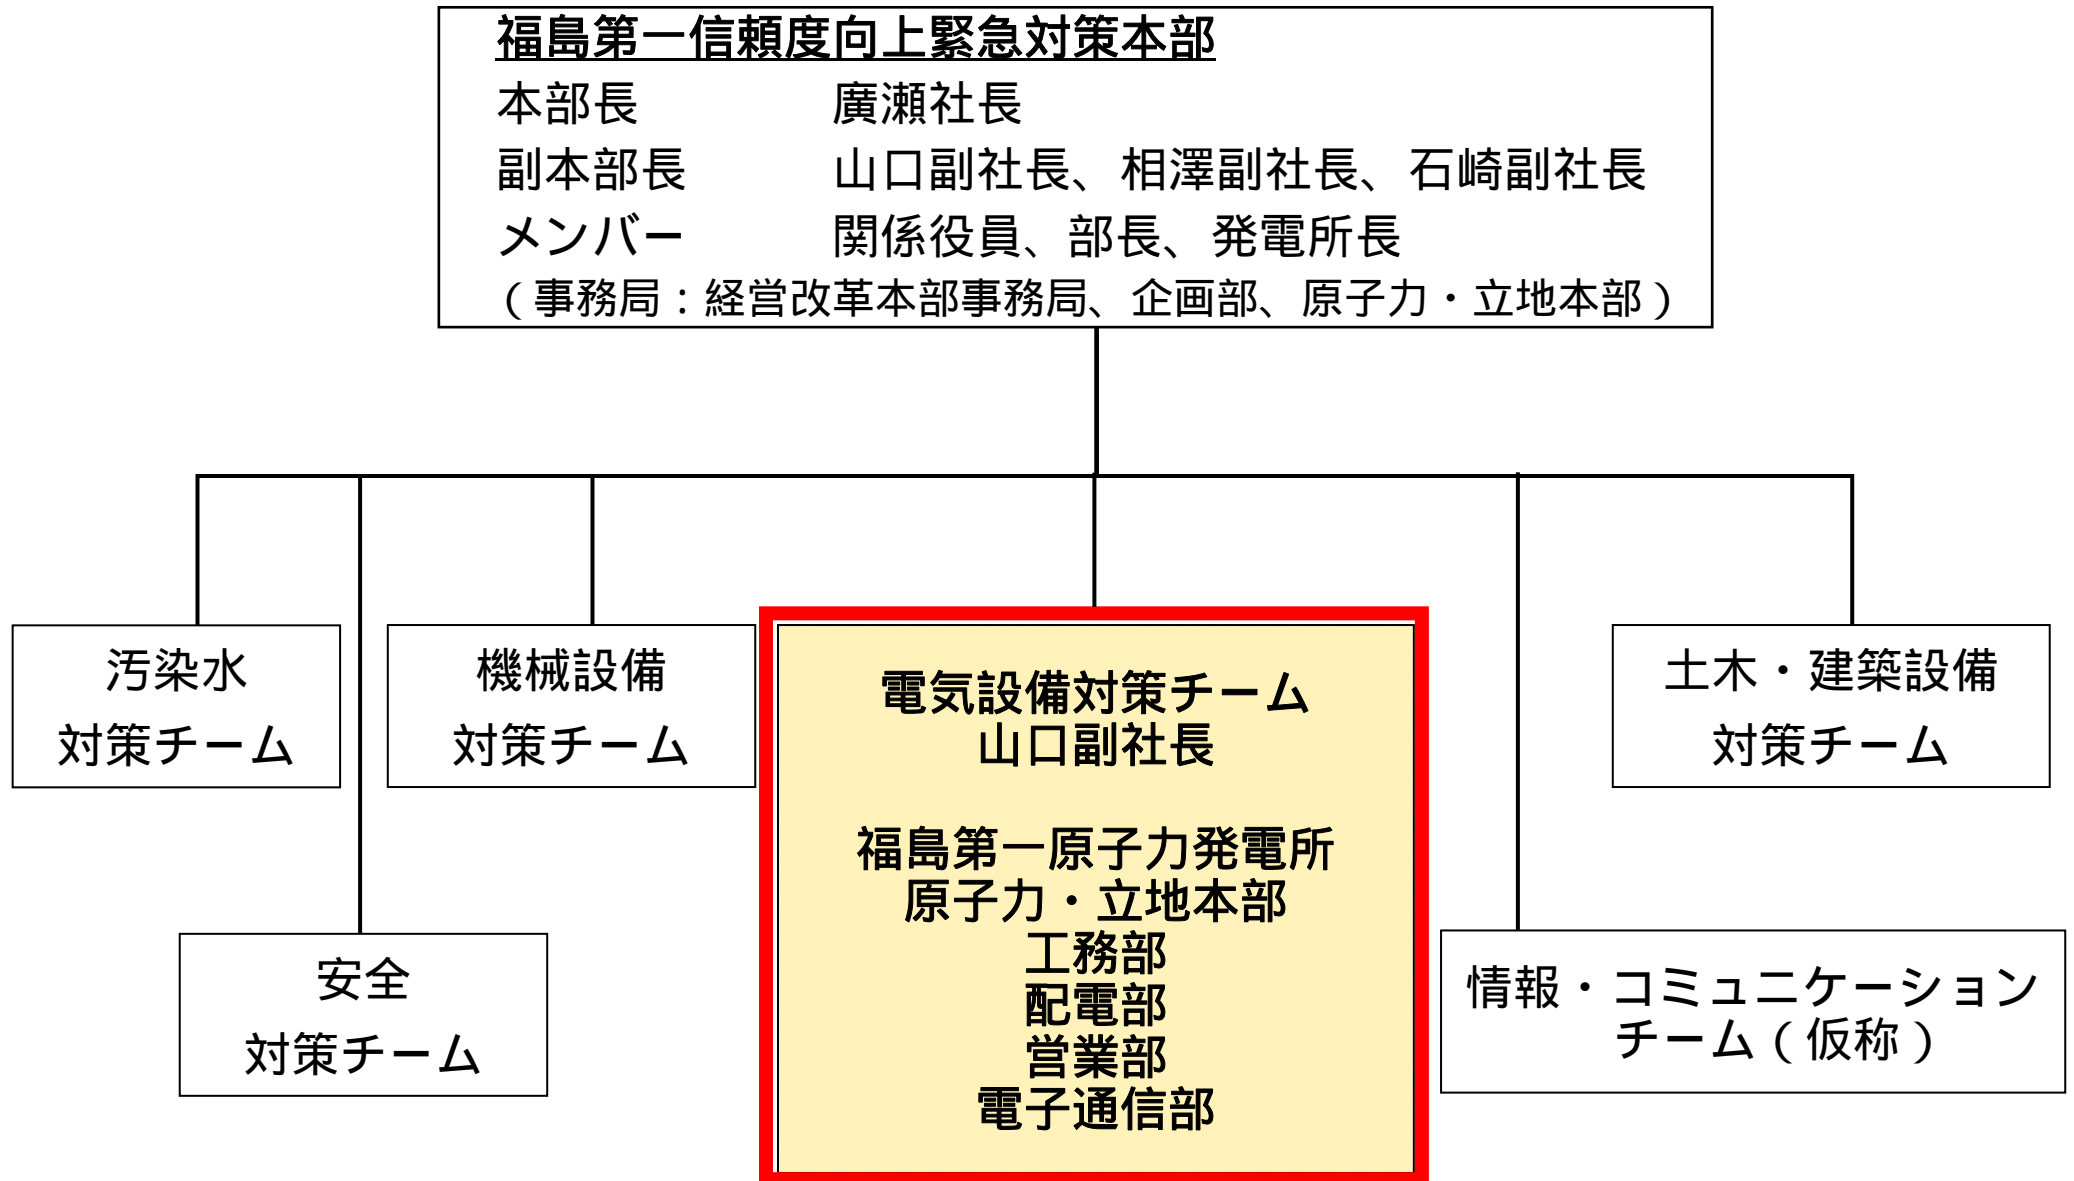 福島第一信頼度向上緊急対策本部
本部長 廣瀬社長
副本部長 山口副社長、相澤副社長、石崎副社長
メンバー 関係役員、部長、発電所長
（事務局：経営改革本部事務局、企画部、原子力・立地本部）
汚染水
対策チーム
機械設備
対策チーム
電気設備対策チーム
山口副社長
福島第一原子力発電所
原子力・立地本部
工務部
配電部
営業部
電子通信部
土木・建築設備
対策チーム
安全
対策チーム
情報・コミュニケーション
チーム（仮称）